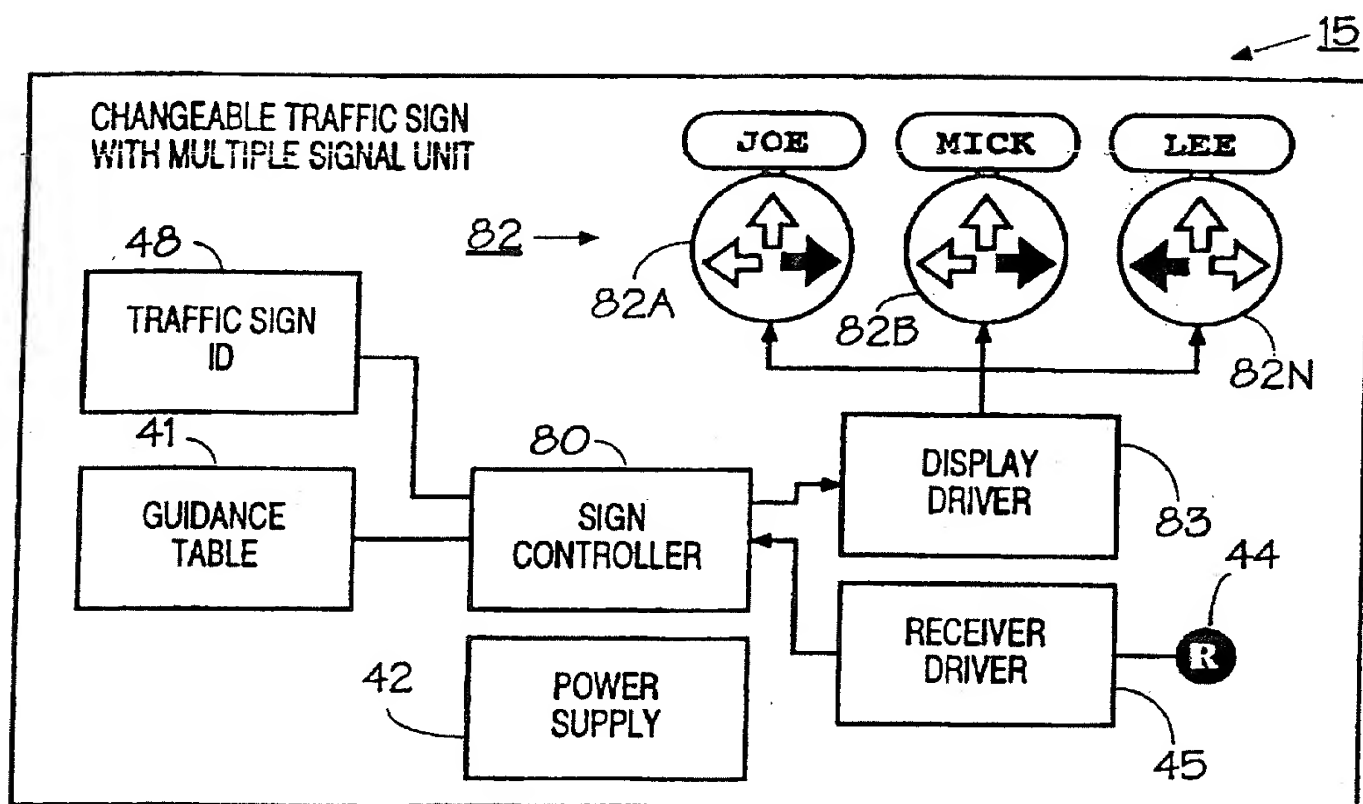 15
CHANGEABLE TRAFFIC SIGN
WITH MULTIPLE SIGNAL UNIT
JOE
MICK
LEE
82
82A
82B
82N
48
TRAFFIC SIGN
ID
41
GUIDANCE
TABLE
80
SIGN
CONTROLLER
DISPLAY
DRIVER
83
44
RECEIVER
DRIVER
R
45
42
POWER
SUPPLY